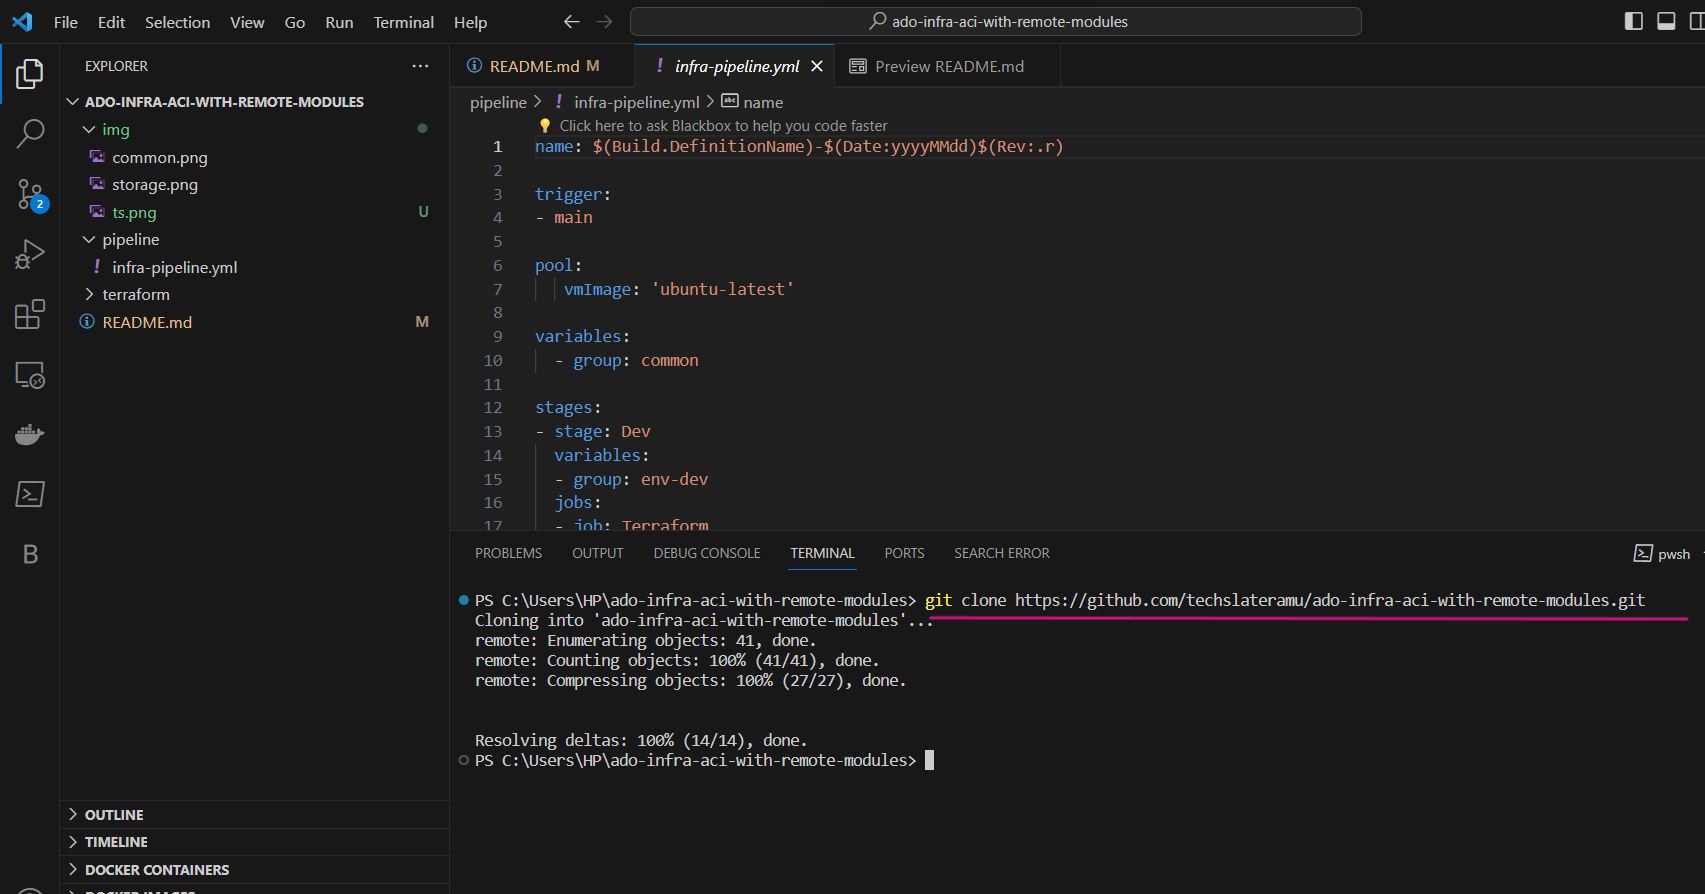 File Edit Selection View Go Run Terminal Help
ado-infra-aci-with-remote-modules
EXPLORER
ADO-INFRA-ACI-WITH-REMOTE-MODULES
img
common.png
storage.png
ts.png U
pipeline
! infra-pipeline.yml
terraform
README.md M
2
B
OUTLINE
TIMELINE
DOCKER CONTAINERS
DOCKER IMAGES
README.md M ! infra-pipeline.yml Preview README.md
pipeline > ! infra-pipeline.yml > abc name
Click here to ask Blackbox to help you code faster
1 name: $(Build.DefinitionName)-$(Date:yyyyMMdd)$(Rev:.r)
2
3 trigger:
4 - main
5
6 pool:
7 vmImage: 'ubuntu-latest'
8
9 variables:
10 - group: common
11
12 stages:
13 - stage: Dev
14 variables:
15 - group: env-dev
16 jobs:
17 - job: Terraform
PROBLEMS OUTPUT DEBUG CONSOLE TERMINAL PORTS SEARCH ERROR
pwsh
PS C:\Users\HP\ado-infra-aci-with-remote-modules> git clone https://github.com/techslateramu/ado-infra-aci-with-remote-modules.git
Cloning into 'ado-infra-aci-with-remote-modules'...
remote: Enumerating objects: 41, done.
remote: Counting objects: 100% (41/41), done.
remote: Compressing objects: 100% (27/27), done.
Resolving deltas: 100% (14/14), done.
PS C:\Users\HP\ado-infra-aci-with-remote-modules>